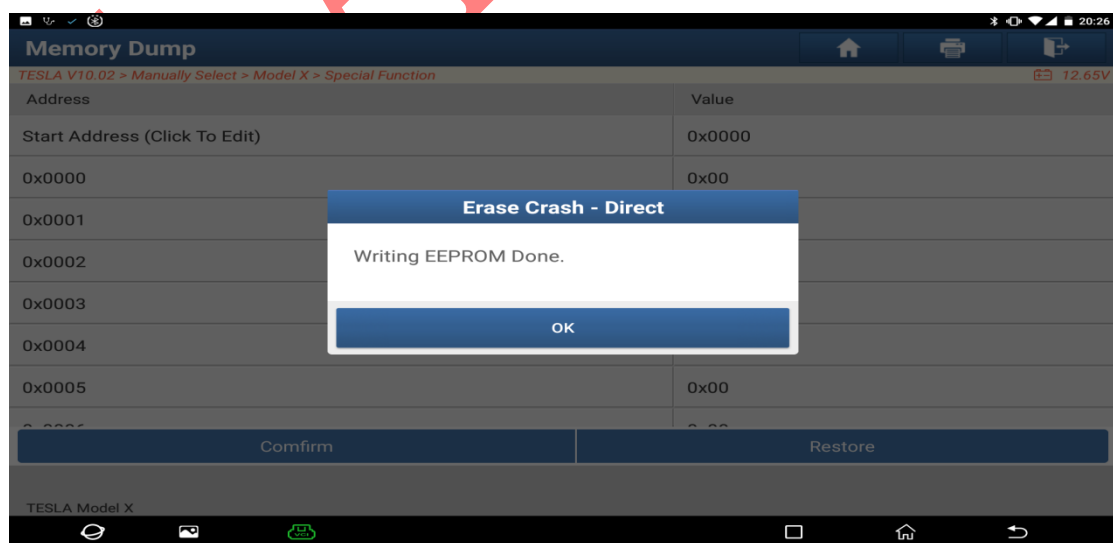 20:26
Memory Dump
TESLA V10.02 > Manually Select > Model X > Special Function
12.65V
Address Value
Start Address (Click To Edit) 0x0000
0x0000 0x00
0x0001
Erase Crash - Direct
0x0002
Writing EEPROM Done.
0x0003
OK
0x0004
0x0005 0x00
Comfirm Restore
TESLA Model X
VCI